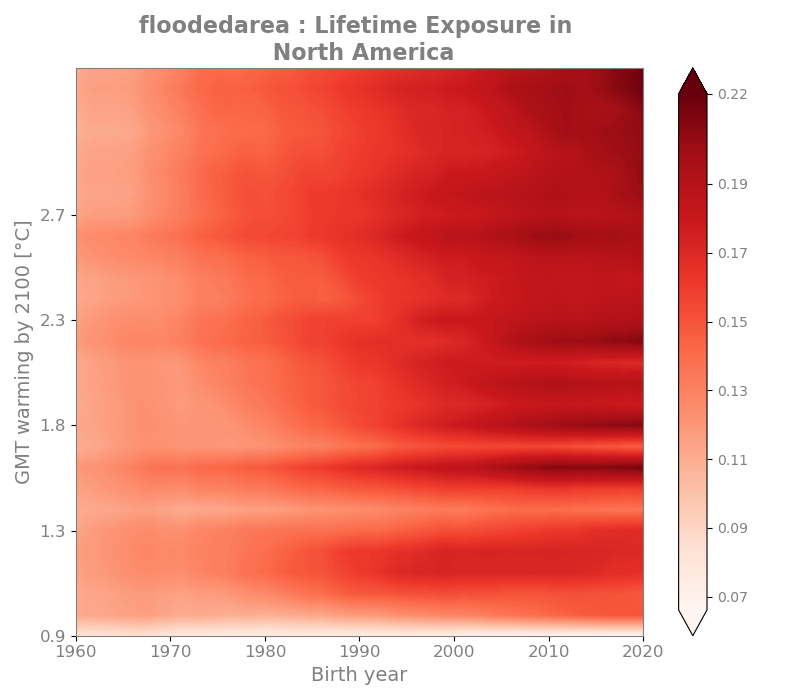 floodedarea : Lifetime Exposure in
North America
GMT warming by 2100 [°C]
2.7
2.3
1.8
1.3
0.9
1960 1970 1980 1990 2000 2010 2020
Birth year
0.22
0.19
0.17
0.15
0.13
0.11
0.09
0.07